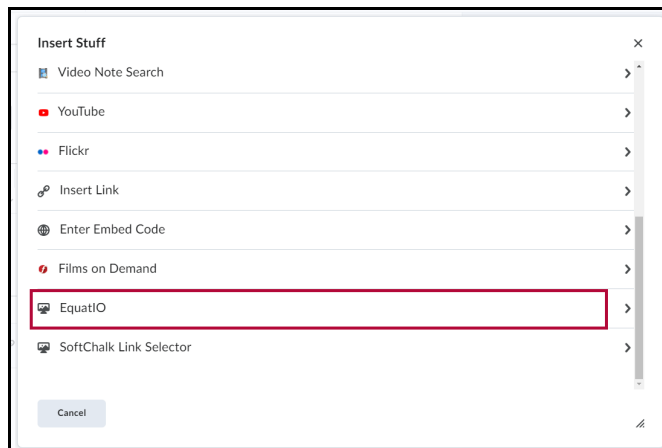 Insert Stuff
Video Note Search
YouTube
Flickr
Insert Link
Enter Embed Code
Films on Demand
EquatIO
SoftChalk Link Selector
Cancel